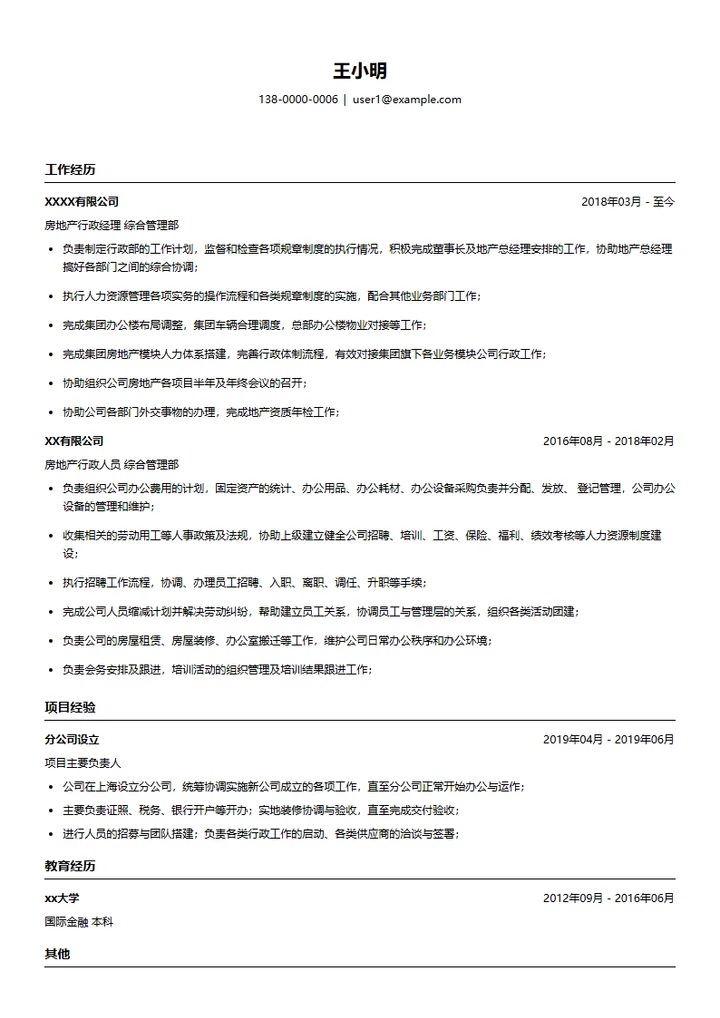 王小明
138-0000-0006 | user1@example.com
工作经历
XXXX有限公司 2018年03月 - 至今
房地产行政经理 综合管理部
• 负责制定行政部的工作计划，监督和检查各项规章制度的执行情况，积极完成董事长及地产总经理安排的工作，协助地产总经理
搞好各部门之间的综合协调；
• 执行人力资源管理各项实务的操作流程和各类规章制度的实施，配合其他业务部门工作；
• 完成集团办公楼布局调整，集团车辆合理调度，总部办公楼物业对接等工作；
• 完成集团房地产模块人力体系搭建，完善行政体制流程，有效对接集团旗下各业务模块公司行政工作；
• 协助组织公司房地产各项目半年及年终会议的召开；
• 协助公司各部门外交事物的办理，完成地产资质年检工作；
XX有限公司 2016年08月 - 2018年02月
房地产行政人员 综合管理部
• 负责组织公司办公费用的计划，固定资产的统计、办公用品、办公耗材、办公设备采购负责并分配、发放、 登记管理，公司办公
设备的管理和维护；
• 收集相关的劳动用工等人事政策及法规，协助上级建立健全公司招聘、培训、工资、保险、福利、绩效考核等人力资源制度建
设；
• 执行招聘工作流程，协调、办理员工招聘、入职、离职、调任、升职等手续；
• 完成公司人员缩减计划并解决劳动纠纷，帮助建立员工关系，协调员工与管理层的关系，组织各类活动团建；
• 负责公司的房屋租赁、房屋装修、办公室搬迁等工作，维护公司日常办公秩序和办公环境；
• 负责会务安排及跟进，培训活动的组织管理及培训结果跟进工作；
项目经验
分公司设立 2019年04月 - 2019年06月
项目主要负责人
• 公司在上海设立分公司，统筹协调实施新公司成立的各项工作，直至分公司正常开始办公与运作；
• 主要负责证照、税务、银行开户等开办；实地装修协调与验收，直至完成交付验收；
• 进行人员的招募与团队搭建；负责各类行政工作的启动、各类供应商的洽谈与签署；
教育经历
xx大学 2012年09月 - 2016年06月
国际金融 本科
其他